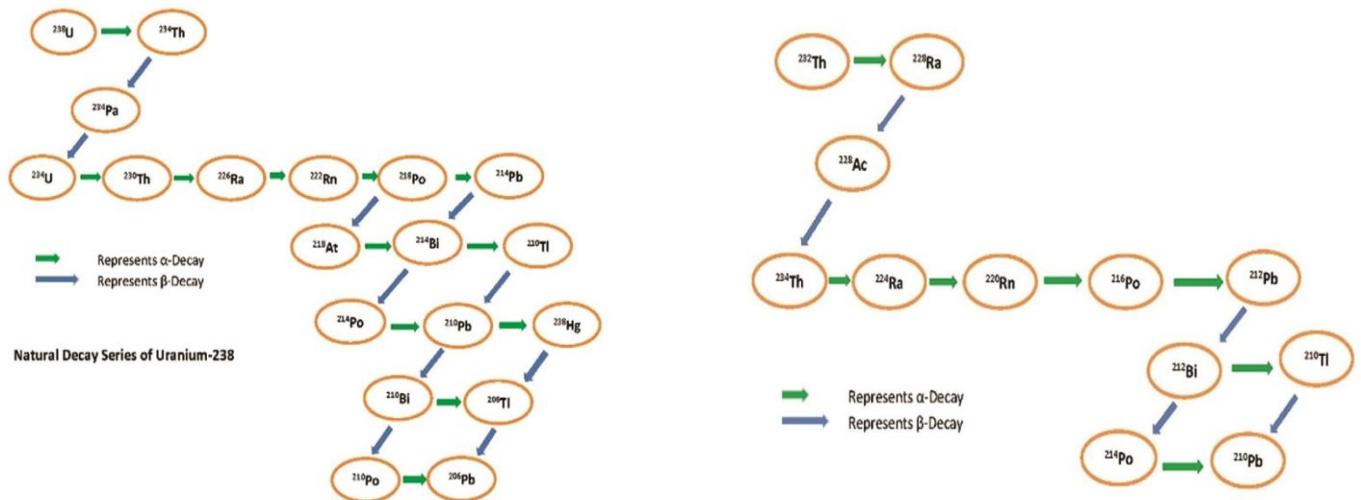 ²³⁸U
²³⁴Th
²³⁴Pa
²³⁴U
²³⁰Th
²²⁶Ra
²²²Rn
²¹⁸Po
²¹⁴Pb
²¹⁸At
²¹⁴Bi
²¹⁰Tl
Represents α-Decay
Represents β-Decay
²¹⁴Po
²¹⁰Pb
²³⁸Hg
Natural Decay Series of Uranium-238
²¹⁰Bi
²⁰⁶Tl
²¹⁰Po
²⁰⁶Pb
²³²Th
²²⁸Ra
²²⁸Ac
²³⁴Th
²²⁴Ra
²²⁰Rn
²¹⁶Po
²¹²Pb
²¹²Bi
²¹⁰Tl
Represents α-Decay
Represents β-Decay
²¹⁴Po
²¹⁰Pb